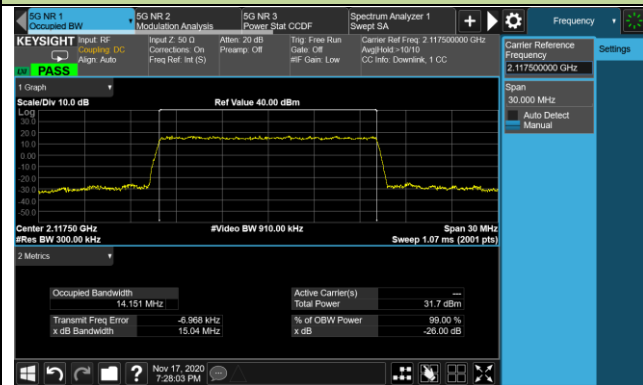 5G NR 1
Occupied BW
5G NR 2
Modulation Analysis
5G NR 3
Power Stat CCDF
Spectrum Analyzer 1
Swept SA
Frequency
KEYSIGHT
Input: RF
Coupling: DC
Align: Auto
Input Z: 50 Ω
Corrections: On
Freq Ref: Int (S)
Atten: 20 dB
Preamp: Off
Trig: Free Run
Gate: Off
#IF Gain: Low
Carrier Ref Freq: 2.117500000 GHz
Avg|Hold:>10/10
CC Info: Downlink, 1 CC
PASS
Carrier Reference
Frequency
2.117500000 GHz
Settings
Span
30.000 MHz
Auto Detect
Manual
1 Graph
Scale/Div 10.0 dB
Ref Value 40.00 dBm
Log
30.0
20.0
10.0
0.00
-10.0
-20.0
-30.0
-40.0
-50.0
Center 2.11750 GHz
#Video BW 910.00 kHz
Span 30 MHz
#Res BW 300.00 kHz
Sweep 1.07 ms (2001 pts)
2 Metrics
Occupied Bandwidth
14.151 MHz
Active Carrier(s)
---
Total Power
31.7 dBm
Transmit Freq Error
-6.968 kHz
x dB Bandwidth
15.04 MHz
% of OBW Power
99.00 %
x dB
-26.00 dB
?
Nov 17, 2020
7:28:03 PM